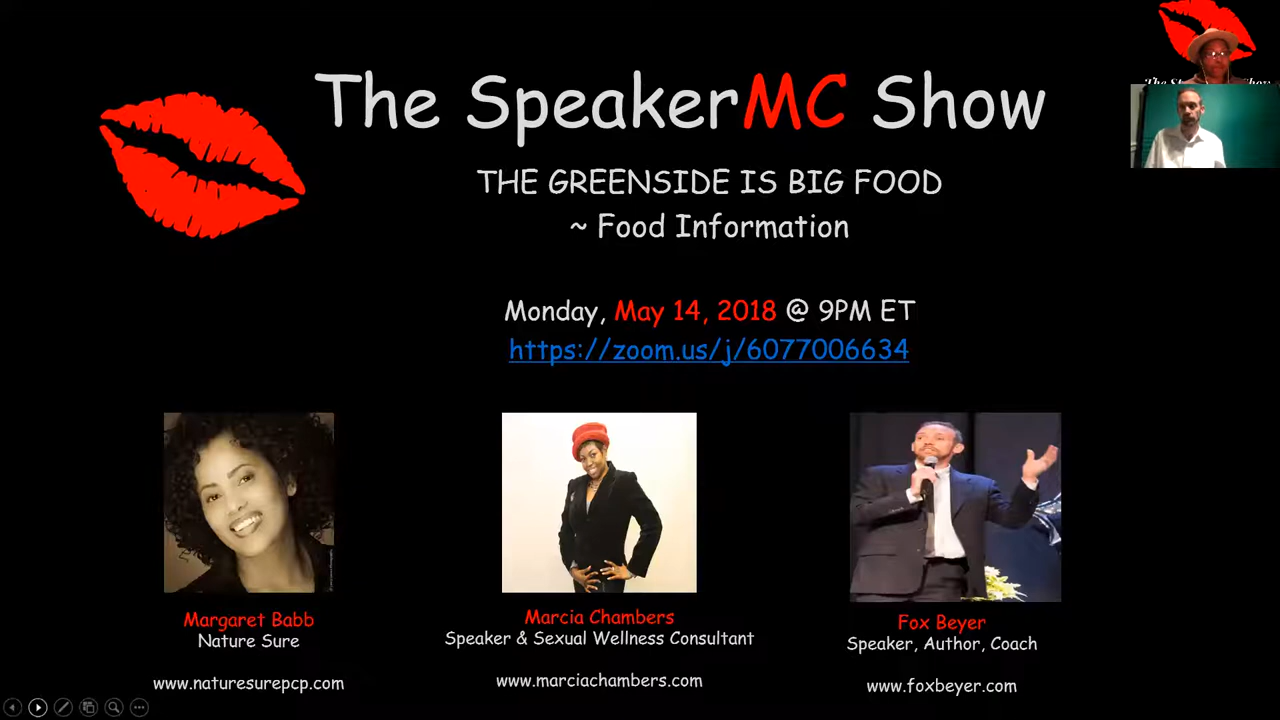 The SpeakerMC Show
THE GREENSIDE IS BIG FOOD
~ Food Information
Monday, May 14, 2018 @ 9PM ET
https://zoom.us/j/6077006634
Margaret Babb
Nature Sure
www.naturesurepcp.com
Marcia Chambers
Speaker & Sexual Wellness Consultant
www.marciachambers.com
Fox Beyer
Speaker, Author, Coach
www.foxbeyer.com